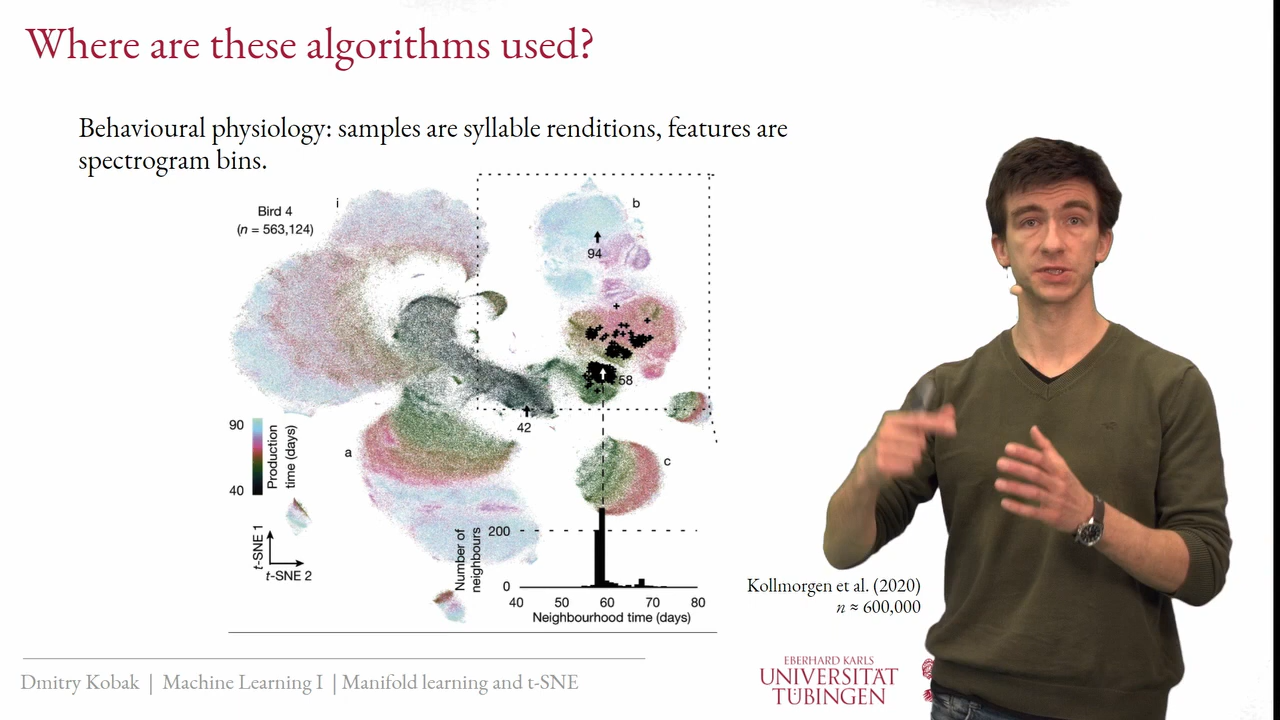 Where are these algorithms used?
Behavioural physiology: samples are syllable renditions, features are
spectrogram bins.
Bird 4
(n = 563,124)
i
b
94
58
42
90
40
Production
time (days)
a
c
t-SNE 1
t-SNE 2
Number of
neighbours
200
0
40 50 60 70 80
Neighbourhood time (days)
Kollmorgen et al. (2020)
n ≈ 600,000
Dmitry Kobak | Machine Learning I | Manifold learning and t-SNE
EBERHARD KARLS
UNIVERSITÄT
TÜBINGEN